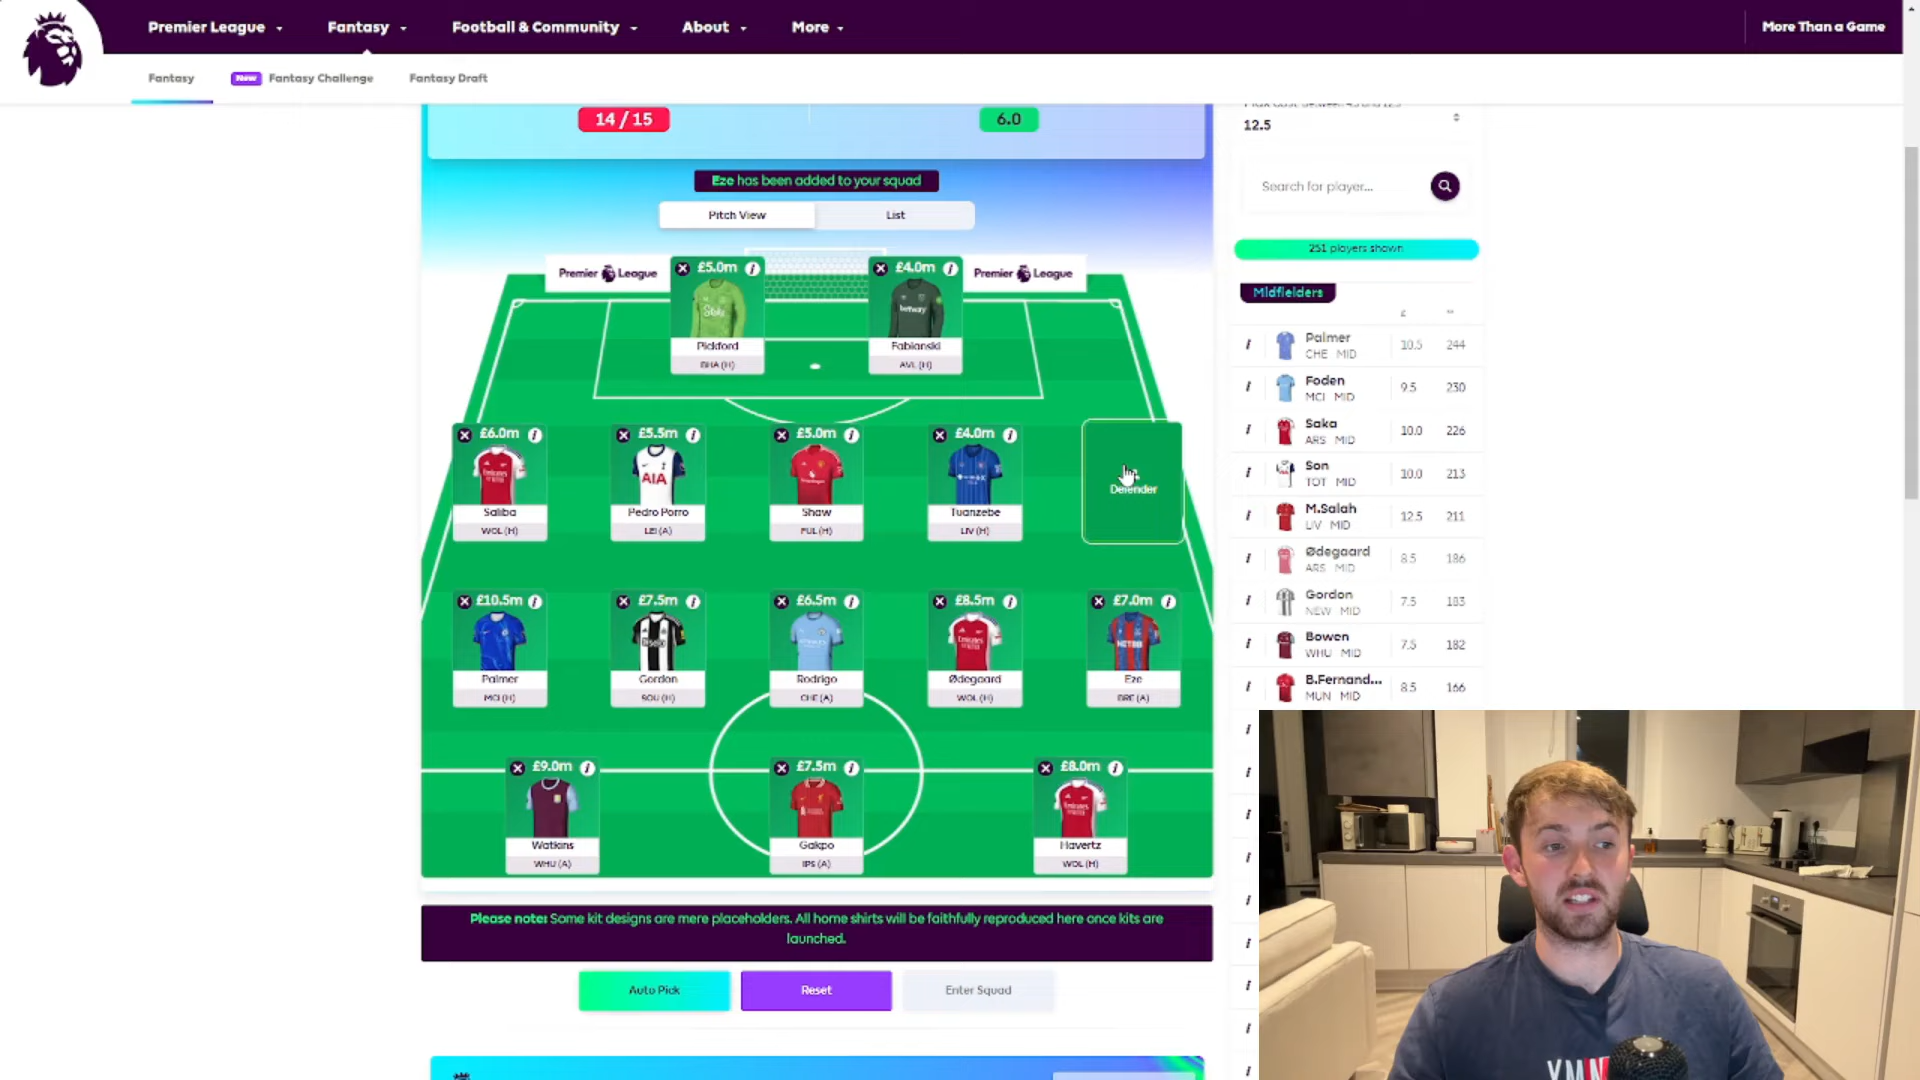 Premier League
Fantasy
Football & Community
About
More
More Than a Game
Fantasy
New
Fantasy Challenge
Fantasy Draft
14 / 15
6.0
12.5
Eze has been added to your squad
Search for player...
Pitch View
List
251 players shown
Premier League
Premier League
£5.0m
Pickford
BHA (H)
£4.0m
betway
Fabianski
AVL (H)
£6.0m
Saliba
WOL (H)
£5.5m
AIA
Pedro Porro
LEI (A)
£5.0m
Shaw
FUL (H)
£4.0m
Tuanzebe
LIV (H)
Defender
£10.5m
Palmer
MCI (H)
£7.5m
Gordon
SOU (H)
£6.5m
Rodrigo
CHE (A)
£8.5m
Ødegaard
WOL (H)
£7.0m
Eze
BRE (A)
£9.0m
Watkins
WHU (A)
£7.5m
Gakpo
IPS (A)
£8.0m
Havertz
WOL (H)
Midfielders
£
Palmer 10.5 244
CHE MID
Foden 9.5 230
MCI MID
Saka 10.0 226
ARS MID
Son 10.0 213
TOT MID
M.Salah 12.5 211
LIV MID
Ødegaard 8.5 186
ARS MID
Gordon 7.5 183
NEW MID
Bowen 7.5 182
WHU MID
B.Fernand... 8.5 166
MUN MID
Please note: Some kit designs are mere placeholders. All home shirts will be faithfully reproduced here once kits are
launched.
Auto Pick
Reset
Enter Squad